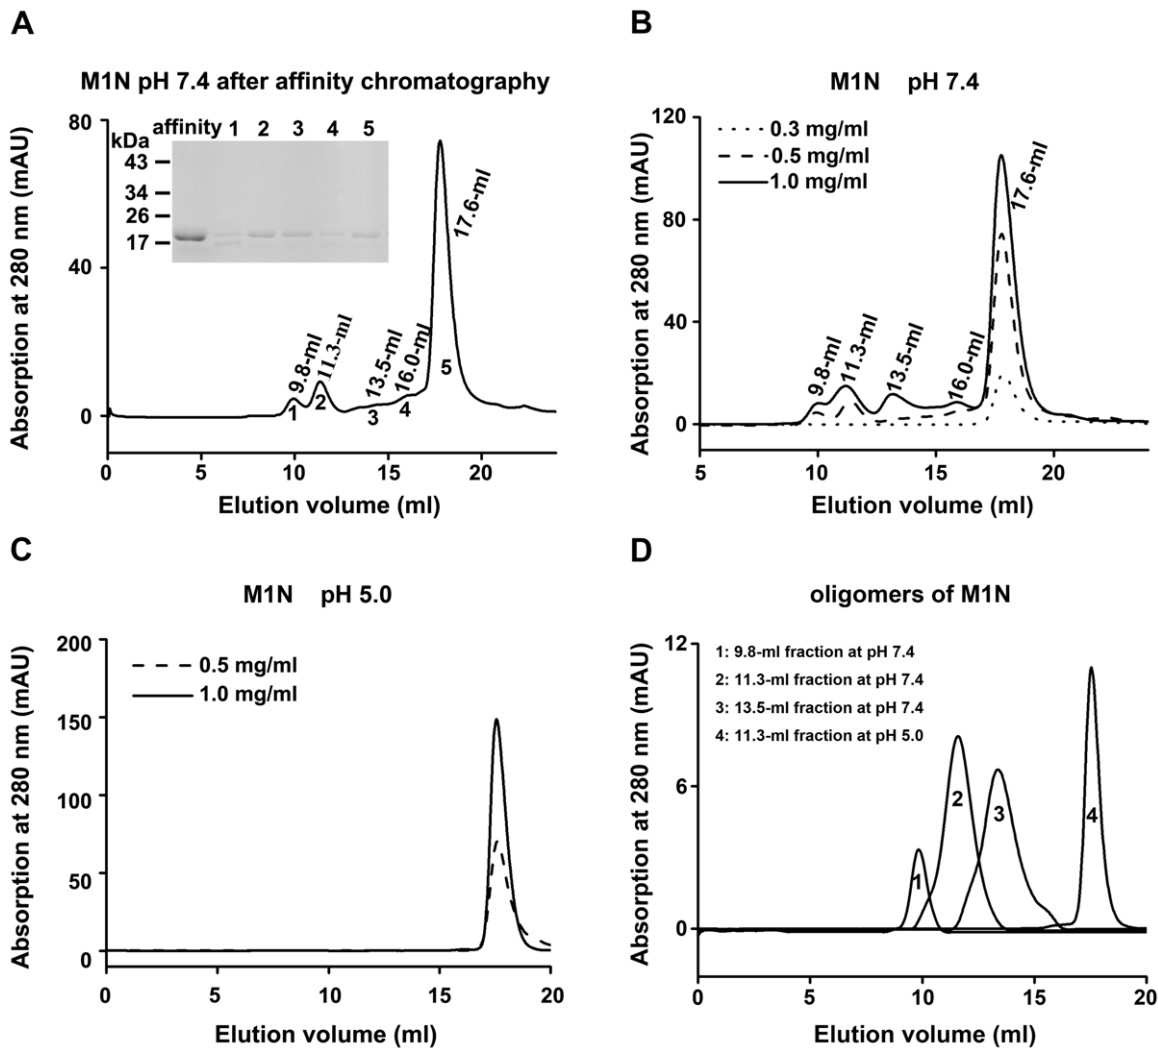 A
M1N pH 7.4 after affinity chromatography
80
40
0
Absorption at 280 nm (mAU)
affinity 1 2 3 4 5
kDa
43
34
26
17
9.8-ml
11.3-ml
13.5-ml
16.0-ml
17.6-ml
1
2
3
4
5
0 5 10 15 20
Elution volume (ml)
B
M1N pH 7.4
120
80
40
0
Absorption at 280 nm (mAU)
0.3 mg/ml
0.5 mg/ml
1.0 mg/ml
9.8-ml
11.3-ml
13.5-ml
16.0-ml
17.6-ml
5 10 15 20
Elution volume (ml)
C
M1N pH 5.0
200
150
100
50
0
Absorption at 280 nm (mAU)
0.5 mg/ml
1.0 mg/ml
0 5 10 15 20
Elution volume (ml)
D
oligomers of M1N
12
6
0
Absorption at 280 nm (mAU)
1: 9.8-ml fraction at pH 7.4
2: 11.3-ml fraction at pH 7.4
3: 13.5-ml fraction at pH 7.4
4: 11.3-ml fraction at pH 5.0
1
2
3
4
0 5 10 15 20
Elution volume (ml)